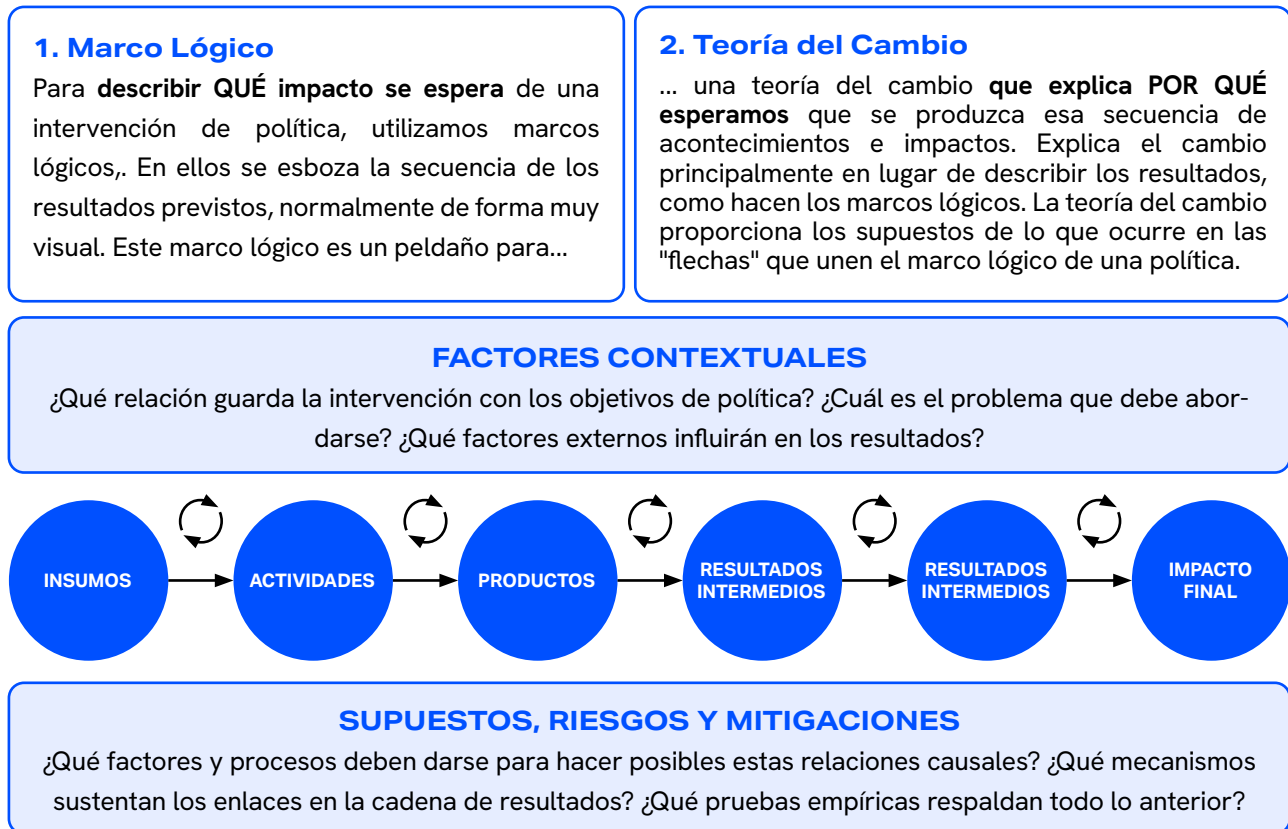 1. Marco Lógico
Para describir QUÉ impacto se espera de una
intervención de política, utilizamos marcos
lógicos,. En ellos se esboza la secuencia de los
resultados previstos, normalmente de forma muy
visual. Este marco lógico es un peldaño para...
2. Teoría del Cambio
... una teoría del cambio que explica POR QUÉ
esperamos que se produzca esa secuencia de
acontecimientos e impactos. Explica el cambio
principalmente en lugar de describir los resultados,
como hacen los marcos lógicos. La teoría del cambio
proporciona los supuestos de lo que ocurre en las
"flechas" que unen el marco lógico de una política.
FACTORES CONTEXTUALES
¿Qué relación guarda la intervención con los objetivos de política? ¿Cuál es el problema que debe abor-
darse? ¿Qué factores externos influirán en los resultados?
INSUMOS
ACTIVIDADES
PRODUCTOS
RESULTADOS
INTERMEDIOS
RESULTADOS
INTERMEDIOS
IMPACTO
FINAL
SUPUESTOS, RIESGOS Y MITIGACIONES
¿Qué factores y procesos deben darse para hacer posibles estas relaciones causales? ¿Qué mecanismos
sustentan los enlaces en la cadena de resultados? ¿Qué pruebas empíricas respaldan todo lo anterior?